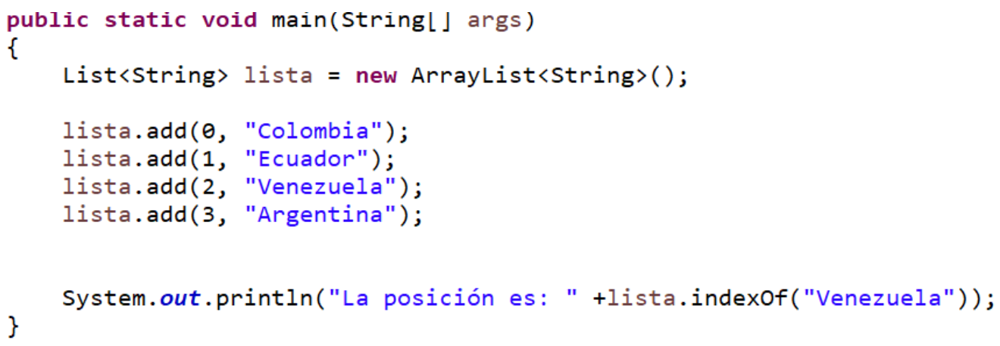 public static void main(String[] args)
{
List<String> lista = new ArrayList<String>();
lista.add(0, "Colombia");
lista.add(1, "Ecuador");
lista.add(2, "Venezuela");
lista.add(3, "Argentina");
System.out.println("La posición es: " +lista.indexOf("Venezuela"));
}